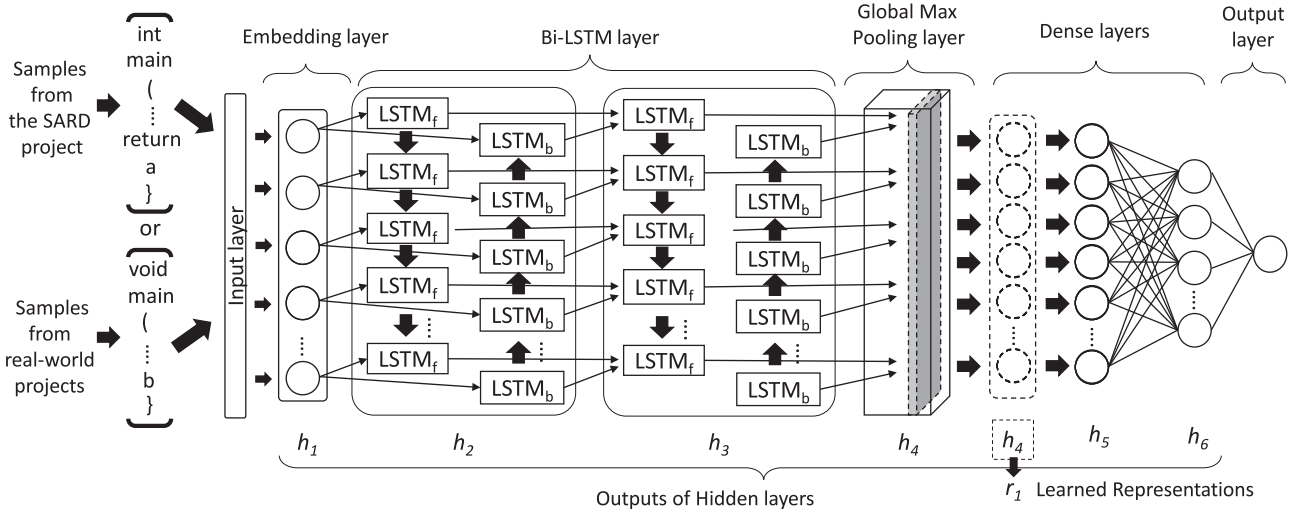 Samples
from
the SARD
project
int
main
(
return
a
}
or
Samples
from
real-world
projects
void
main
(
b
}
Input layer
Embedding layer
Bi-LSTM layer
Global Max
Pooling layer
Dense layers
Output
layer
LSTMf
LSTMf
LSTMf
LSTMf
LSTMf
LSTMb
LSTMb
LSTMb
LSTMb
LSTMb
LSTMf
LSTMf
LSTMf
LSTMf
LSTMf
LSTMb
LSTMb
LSTMb
LSTMb
LSTMb
h1
h2
h3
h4
h4
h5
h6
Outputs of Hidden layers
r1 Learned Representations